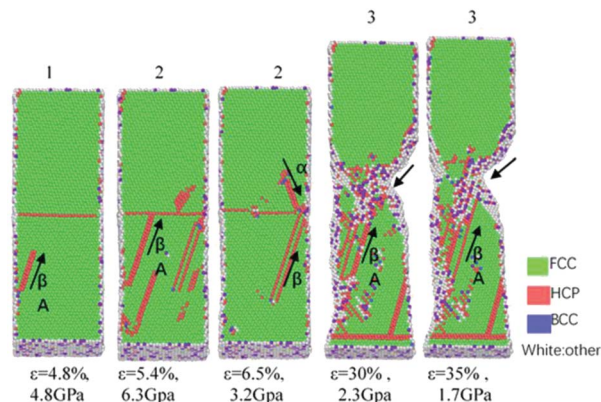 1
2
2
3
3
α
β
A
β
A
β
β
A
β
A
FCC
HCP
BCC
White:other
ε=4.8%,
4.8GPa
ε=5.4%,
6.3Gpa
ε=6.5%,
3.2Gpa
ε=30% ,
2.3Gpa
ε=35% ,
1.7Gpa